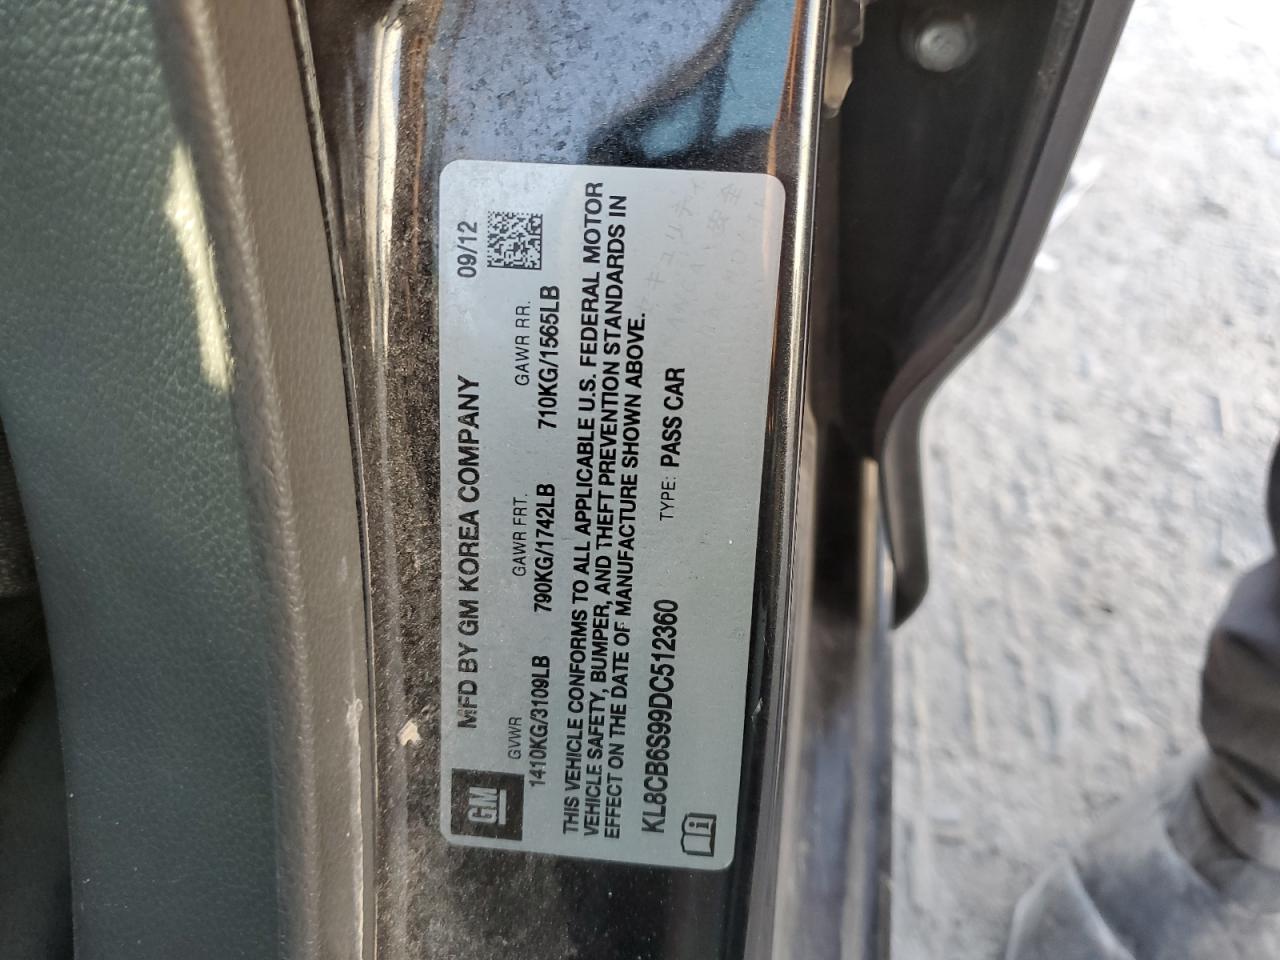 GM
MFD BY GM KOREA COMPANY 09/12
GVWR GAWR FRT. GAWR RR.
1410KG/3109LB 790KG/1742LB 710KG/1565LB
THIS VEHICLE CONFORMS TO ALL APPLICABLE U.S. FEDERAL MOTOR
VEHICLE SAFETY, BUMPER, AND THEFT PREVENTION STANDARDS IN
EFFECT ON THE DATE OF MANUFACTURE SHOWN ABOVE.
KL8CB6S99DC512360 TYPE: PASS CAR